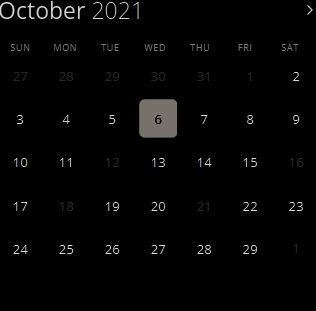 October 2021
SUN MON TUE WED THU FRI SAT
27 28 29 30 31 1 2
3 4 5 6 7 8 9
10 11 12 13 14 15 16
17 18 19 20 21 22 23
24 25 26 27 28 29 1